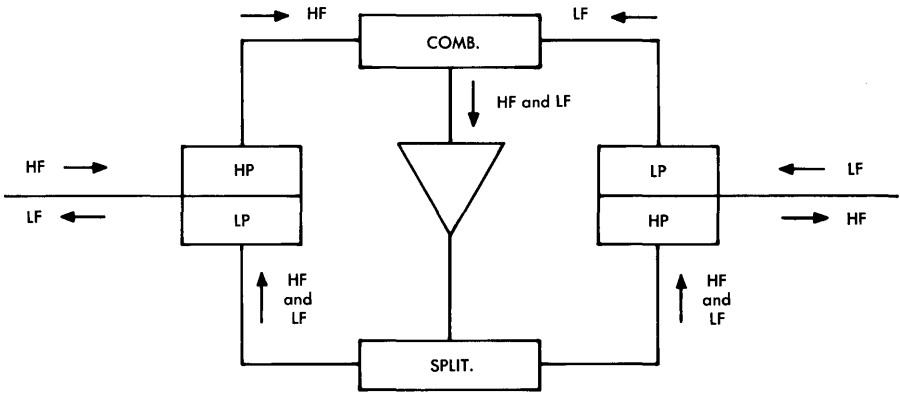 HF
LF
COMB.
HF and LF
HF
LF
HP
LP
LF
HF
LP
HP
HF
and
LF
HF
and
LF
SPLIT.